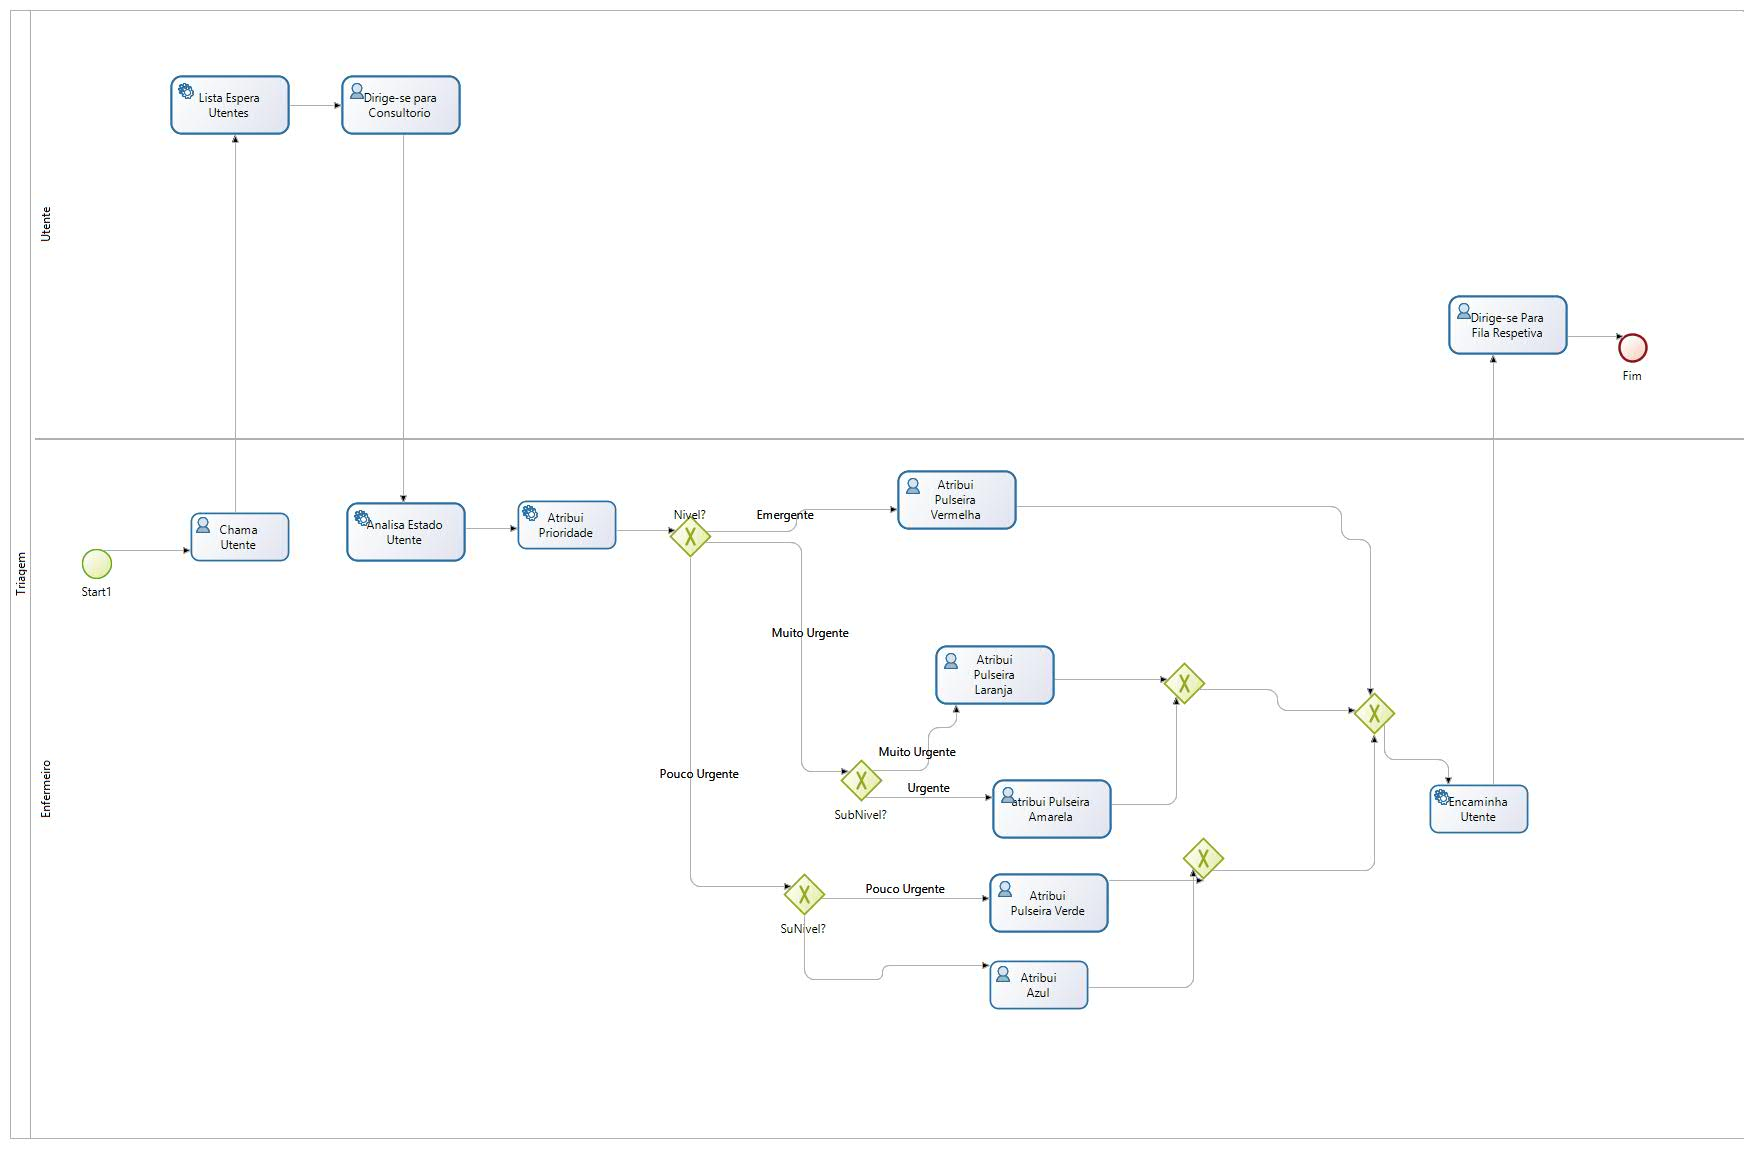 Triagem
Utente
Lista Espera
Utentes
Dirige-se para
Consultorio
Dirige-se Para
Fila Respetiva
Fim
Enfermeiro
Start1
Chama
Utente
Analisa Estado
Utente
Atribui
Prioridade
Nivel?
Emergente
Atribui
Pulseira
Vermelha
Muito Urgente
Atribui
Pulseira
Laranja
Muito Urgente
Pouco Urgente
Urgente
SubNivel?
atribui Pulseira
Amarela
Encaminha
Utente
Pouco Urgente
SuNivel?
Atribui
Pulseira Verde
Atribui
Azul